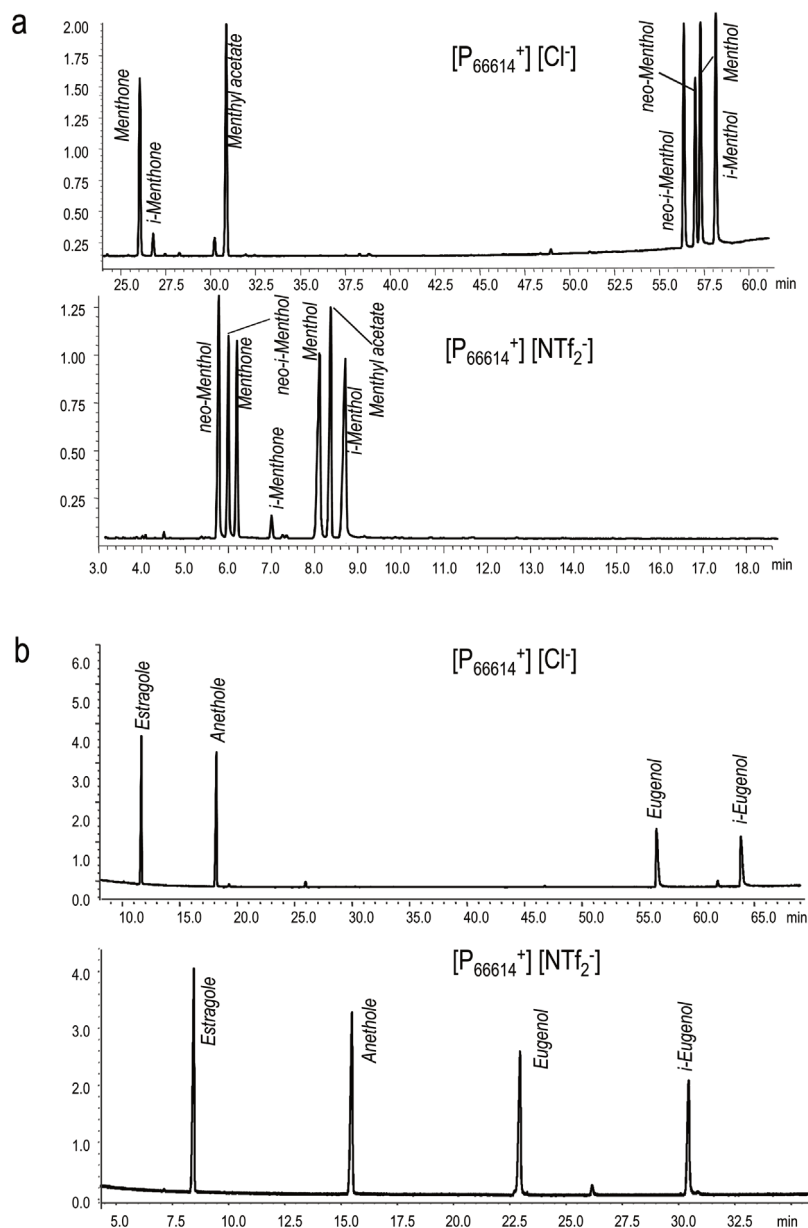 a
[P66614+] [Cl-]
2.00
1.75
1.50
1.25
1.00
0.75
0.50
0.25
Menthone
i-Menthone
Menthyl acetate
neo-i-Menthol
neo-Menthol
Menthol
i-Menthol
25.0 27.5 30.0 32.5 35.0 37.5 40.0 42.5 45.0 47.5 50.0 52.5 55.0 57.5 60.0 min
[P66614+] [NTf2-]
1.25
1.00
0.75
0.50
0.25
neo-Menthol
Menthone
neo-i-Menthol
i-Menthone
Menthol
i-Menthol
Menthyl acetate
3.0 4.0 5.0 6.0 7.0 8.0 9.0 10.0 11.0 12.0 13.0 14.0 15.0 16.0 17.0 18.0 min
b
[P66614+] [Cl-]
6.0
5.0
4.0
3.0
2.0
1.0
0.0
Estragole
Anethole
Eugenol
i-Eugenol
10.0 15.0 20.0 25.0 30.0 35.0 40.0 45.0 50.0 55.0 60.0 65.0 min
[P66614+] [NTf2-]
4.0
3.0
2.0
1.0
0.0
Estragole
Anethole
Eugenol
i-Eugenol
5.0 7.5 10.0 12.5 15.0 17.5 20.0 22.5 25.0 27.5 30.0 32.5 min